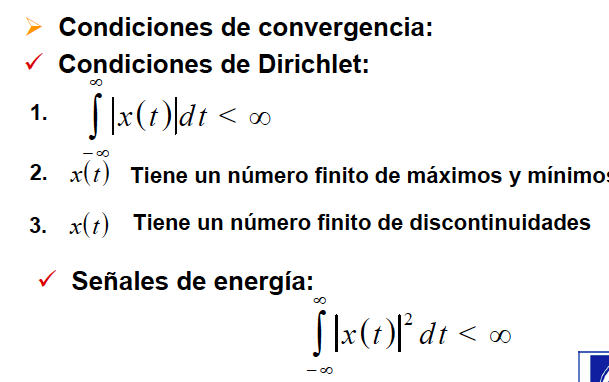 Condiciones de convergencia:
Condiciones de Dirichlet:
1. ∫_{-∞}^{∞} |x(t)|dt < ∞
2. x(t) Tiene un número finito de máximos y mínimos
3. x(t) Tiene un número finito de discontinuidades
Señales de energía:
∫_{-∞}^{∞} |x(t)|² dt < ∞